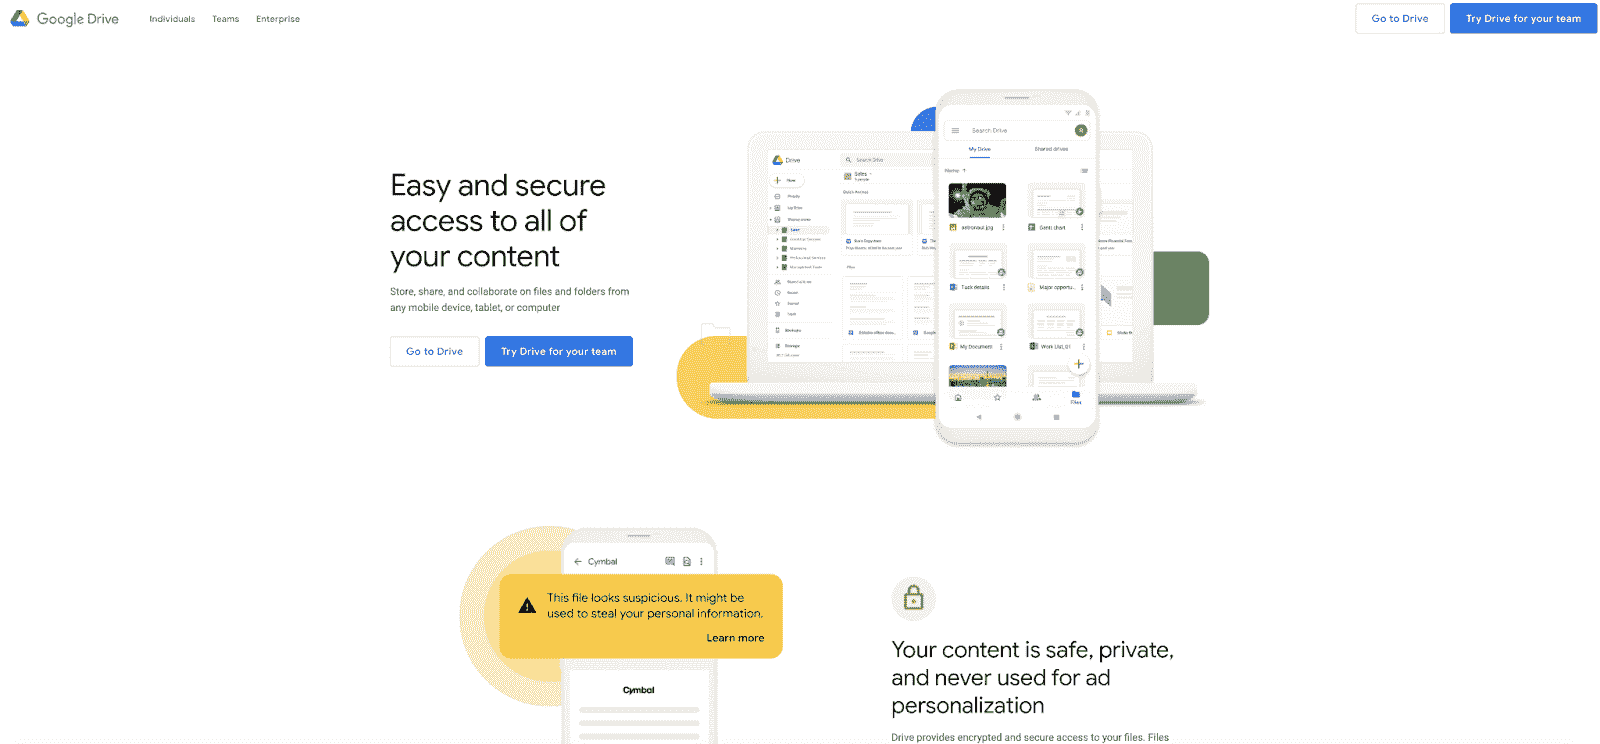 Google Drive
Individuals
Teams
Enterprise
Go to Drive
Try Drive for your team
Easy and secure
access to all of
your content
Store, share, and collaborate on files and folders from
any mobile device, tablet, or computer
Go to Drive
Try Drive for your team
Drive
Search Drive
New
Sales
Search Drive
My Drive
Shared drives
Name
astronaut.jpg
Gantt chart
Task details
Major opportu...
My Document
Work List_01
Files
Cymbal
This file looks suspicious. It might be
used to steal your personal information.
Learn more
Cymbal
Your content is safe, private,
and never used for ad
personalization
Drive provides encrypted and secure access to your files. Files